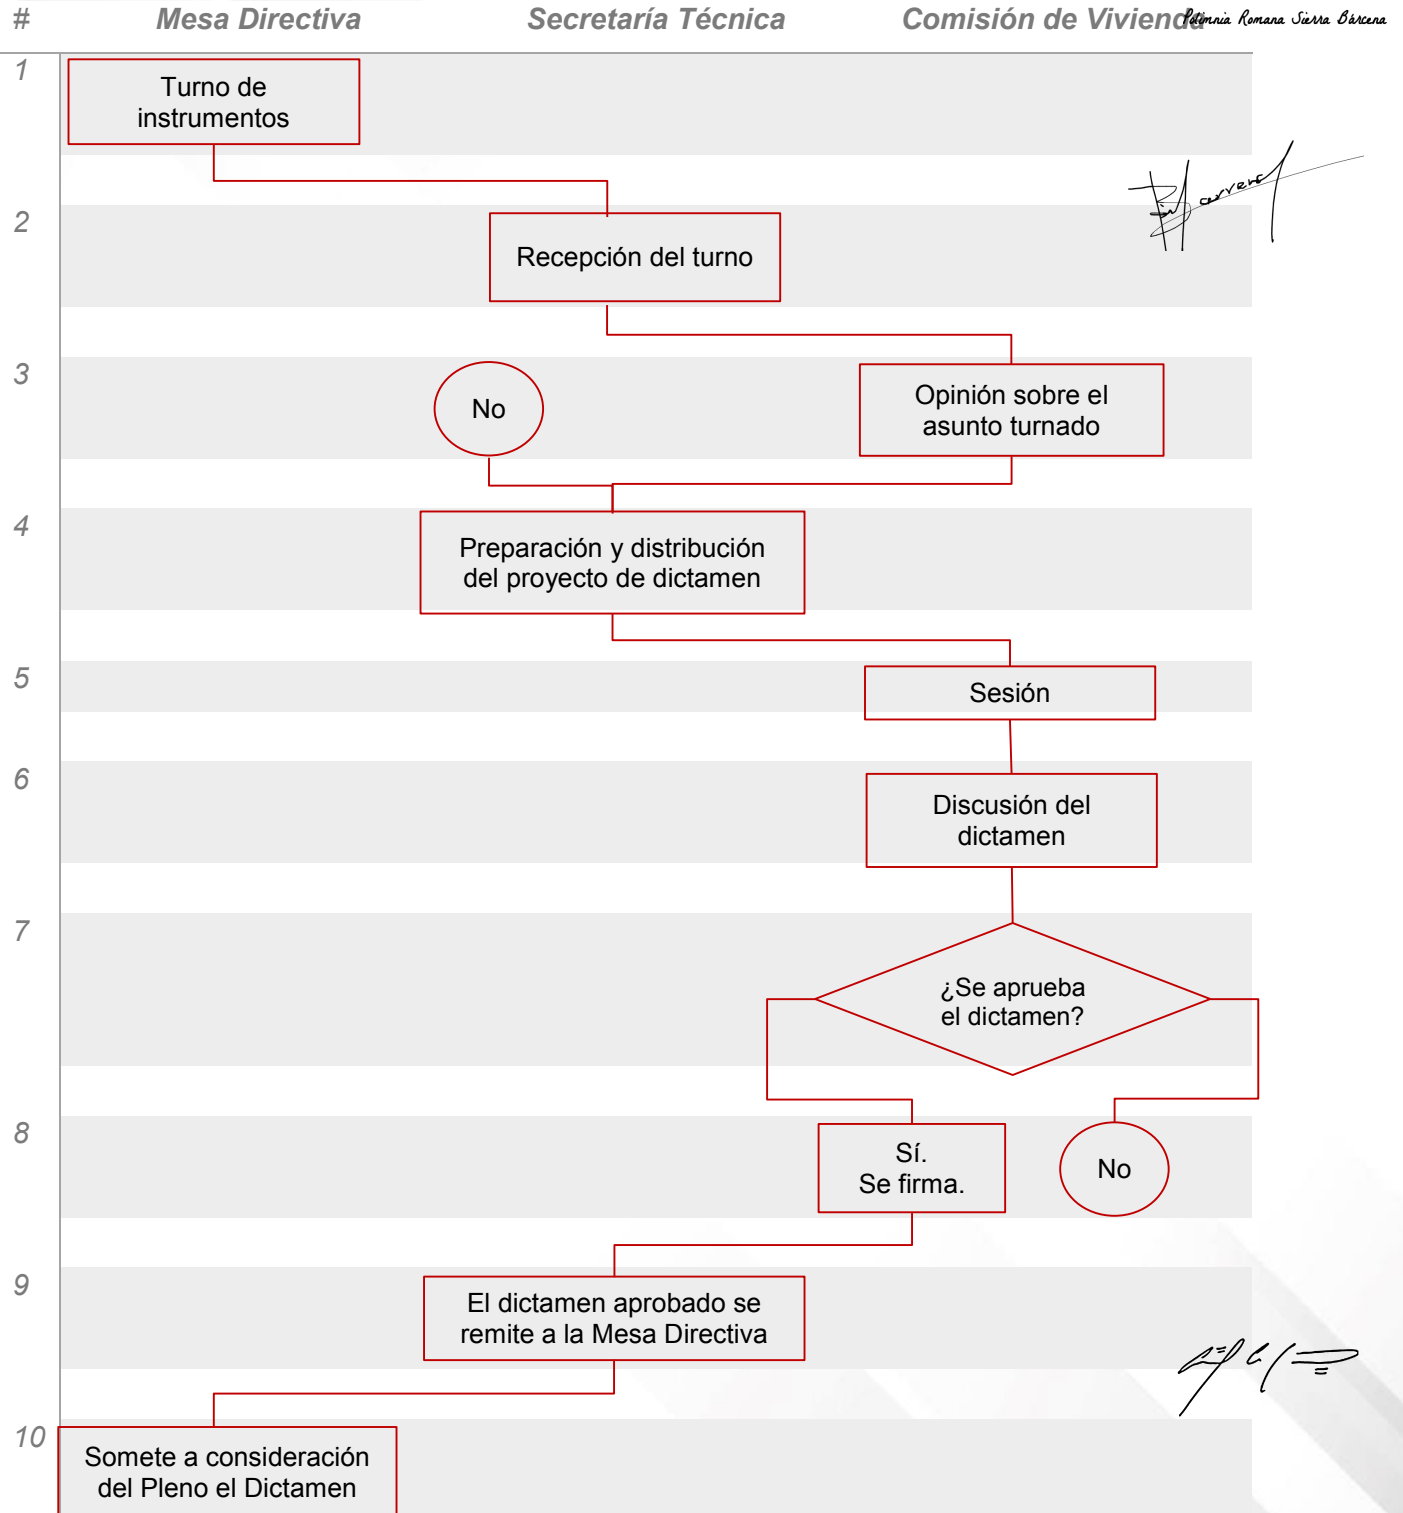 # Mesa Directiva Secretaría Técnica Comisión de Vivienda
Polimnia Romana Sierra Bárcena
1
Turno de
instrumentos
2
Recepción del turno
3
No
Opinión sobre el
asunto turnado
4
Preparación y distribución
del proyecto de dictamen
5
Sesión
6
Discusión del
dictamen
7
¿Se aprueba
el dictamen?
8
Sí.
Se firma.
No
9
El dictamen aprobado se
remite a la Mesa Directiva
10
Somete a consideración
del Pleno el Dictamen